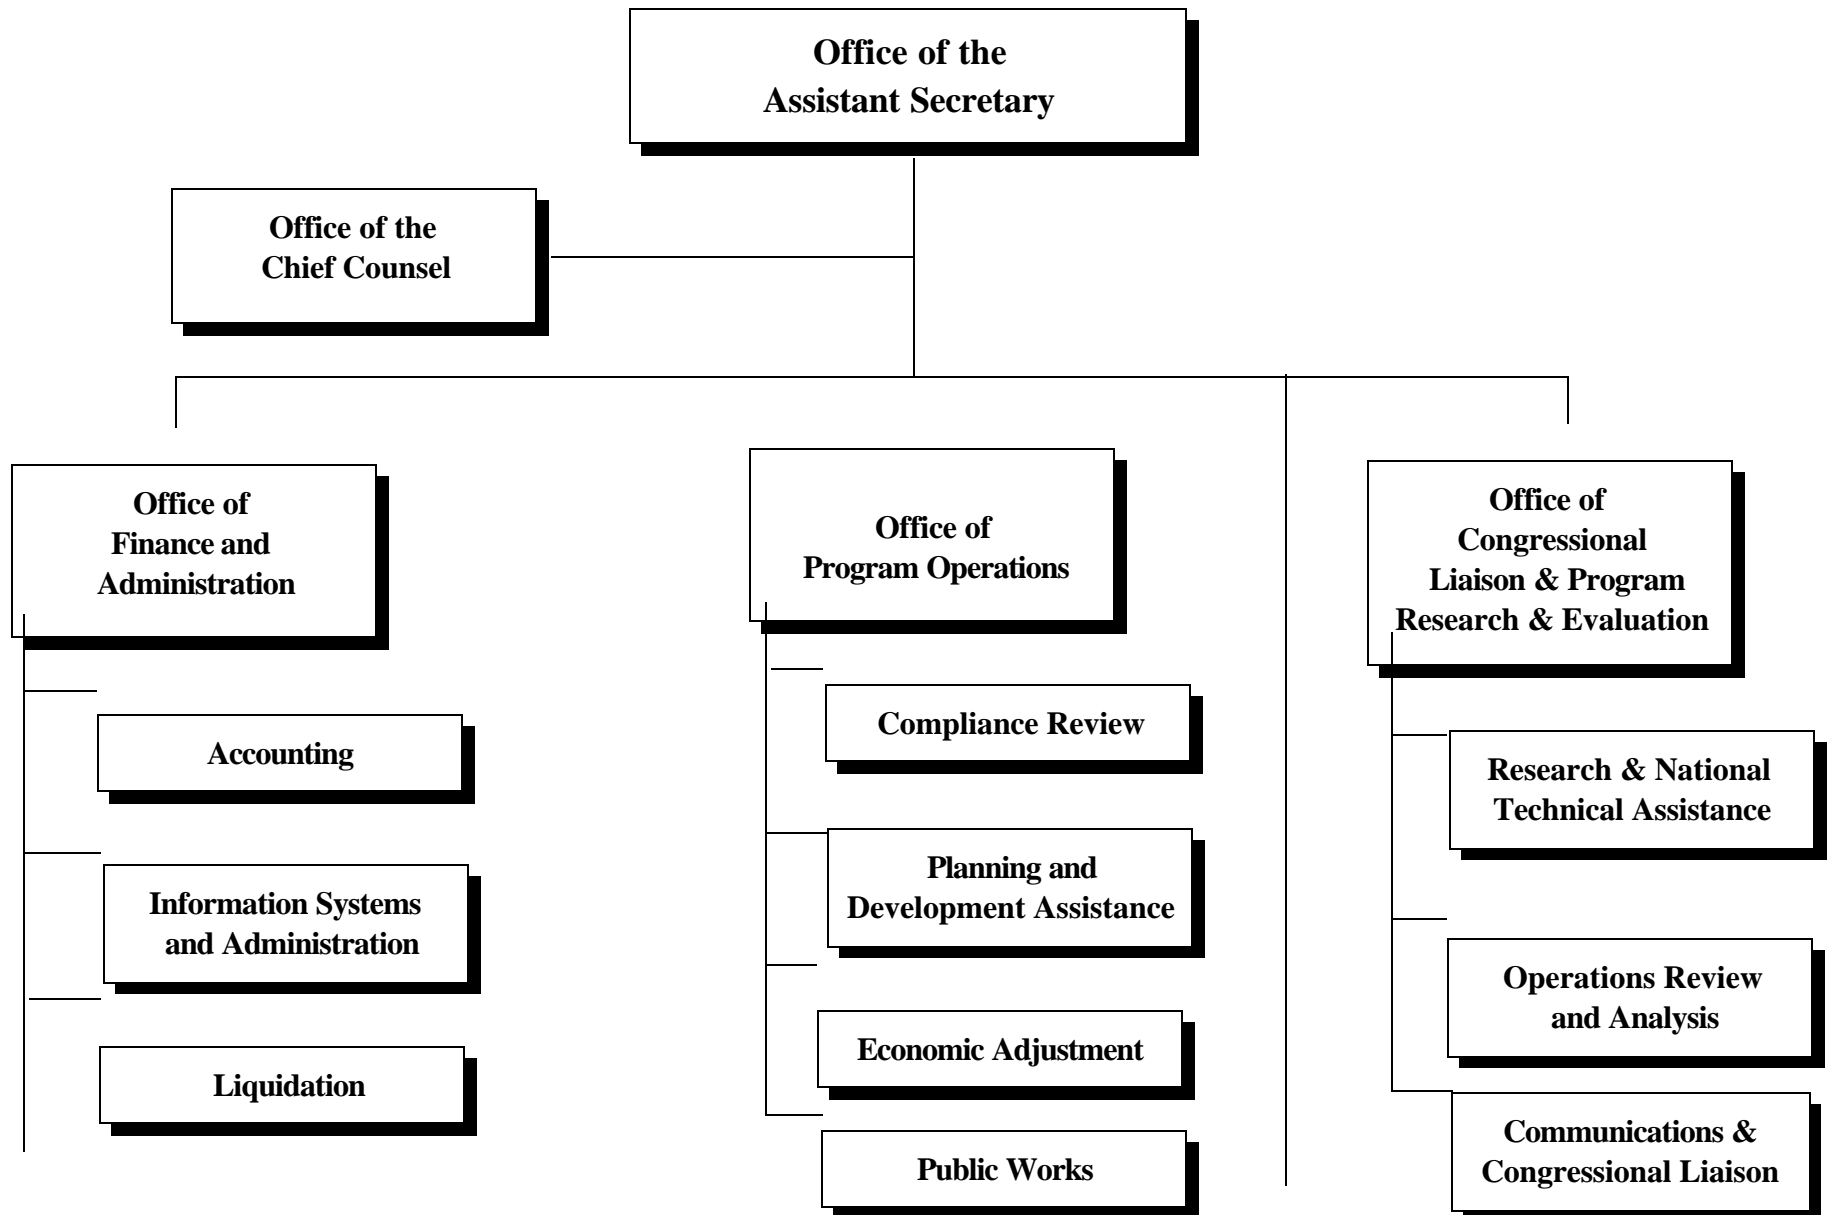 Office of the
Assistant Secretary
Office of the
Chief Counsel
Office of
Finance and
Administration
Accounting
Information Systems
and Administration
Liquidation
Office of
Program Operations
Compliance Review
Planning and
Development Assistance
Economic Adjustment
Public Works
Office of
Congressional
Liaison & Program
Research & Evaluation
Research & National
Technical Assistance
Operations Review
and Analysis
Communications &
Congressional Liaison